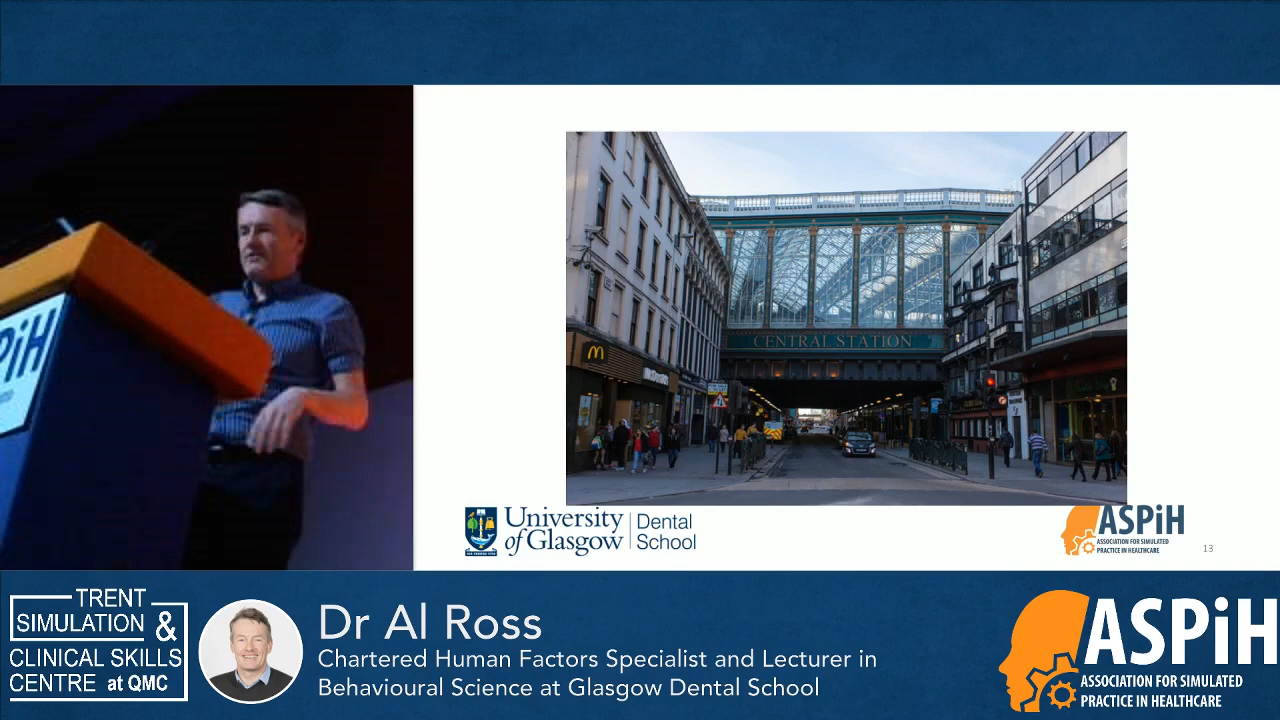 PiH
CENTRAL STATION
University
of Glasgow
Dental
School
ASPiH
ASSOCIATION FOR SIMULATED
PRACTICE IN HEALTHCARE
13
TRENT
SIMULATION &
CLINICAL SKILLS
CENTRE at QMC
Dr Al Ross
Chartered Human Factors Specialist and Lecturer in
Behavioural Science at Glasgow Dental School
ASPiH
ASSOCIATION FOR SIMULATED
PRACTICE IN HEALTHCARE